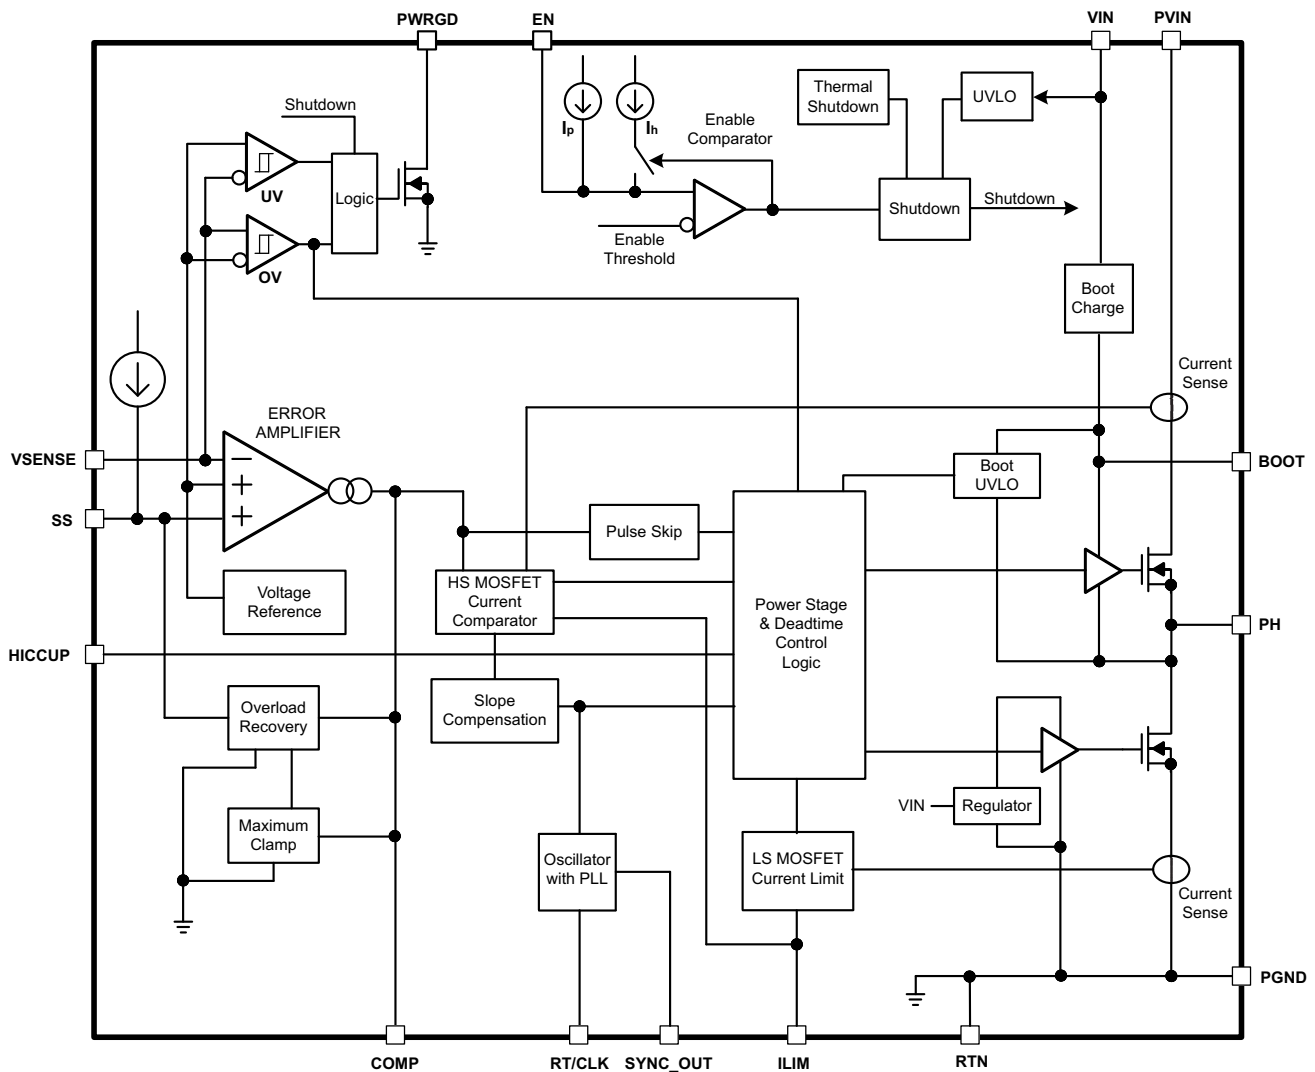 PWRGD
EN
VIN
PVIN
Shutdown
Thermal
Shutdown
UVLO
Ip
Ih
Enable
Comparator
UV
Logic
Shutdown
Shutdown
Enable
Threshold
OV
Boot
Charge
Current
Sense
ERROR
AMPLIFIER
VSENSE
−
+
+
SS
Boot
UVLO
BOOT
Pulse Skip
Voltage
Reference
HS MOSFET
Current
Comparator
Power Stage
& Deadtime
Control
Logic
PH
HICCUP
Overload
Recovery
Slope
Compensation
VIN
Regulator
Maximum
Clamp
Oscillator
with PLL
LS MOSFET
Current Limit
Current
Sense
PGND
COMP
RT/CLK
SYNC_OUT
ILIM
RTN